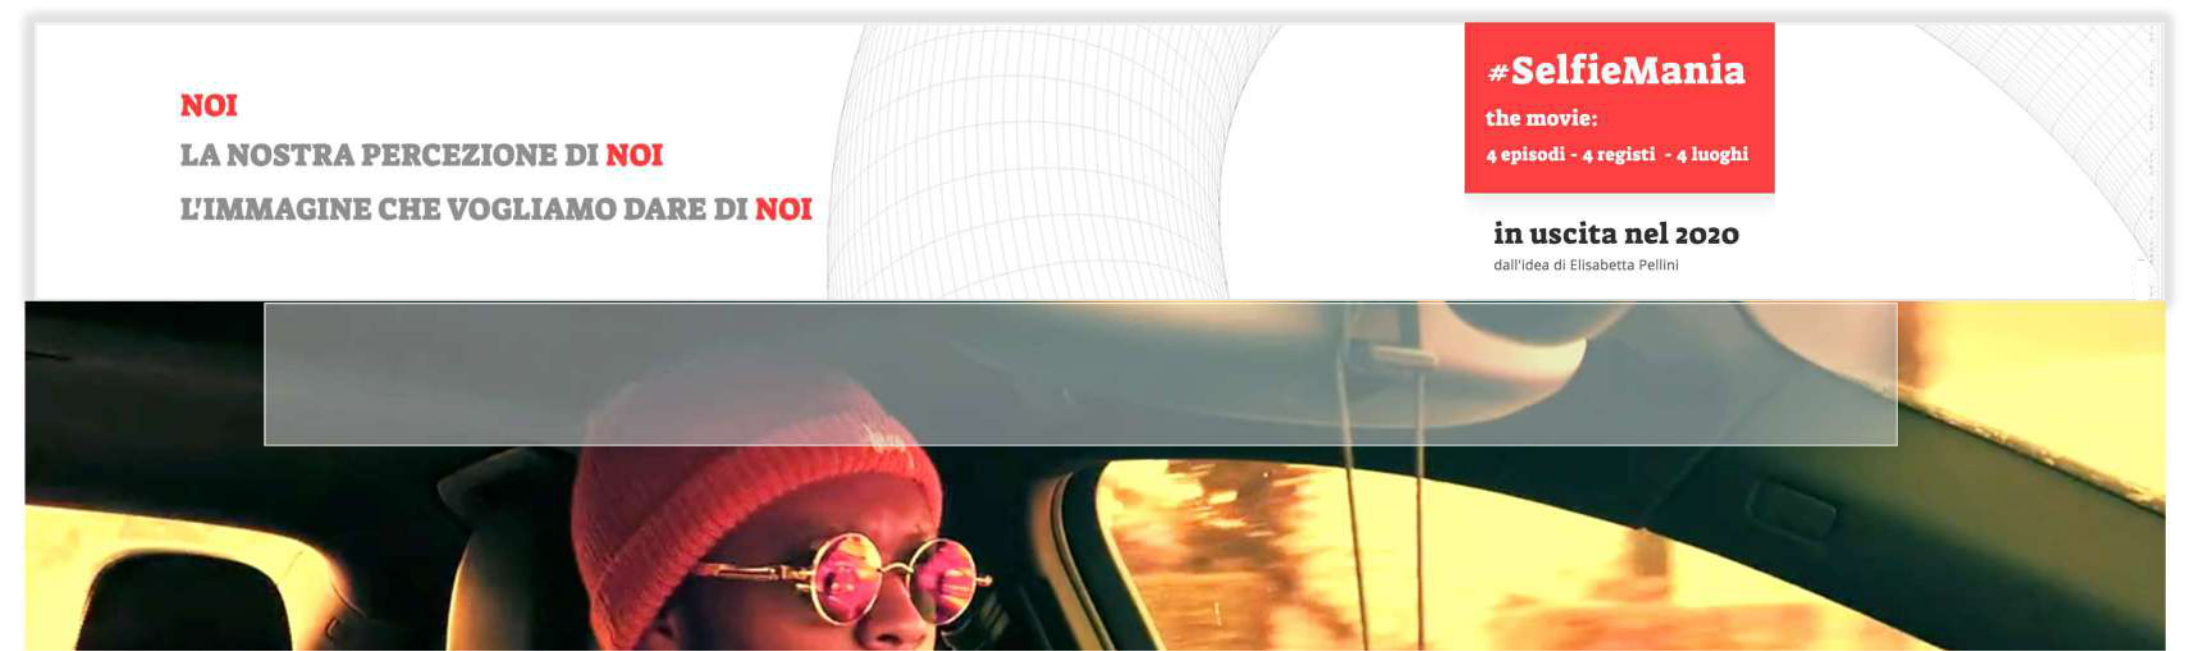 NOI
LA NOSTRA PERCEZIONE DI NOI
L'IMMAGINE CHE VOGLIAMO DARE DI NOI
#SelfieMania
the movie:
4 episodi - 4 registi - 4 luoghi
in uscita nel 2020
dall'idea di Elisabetta Pellini